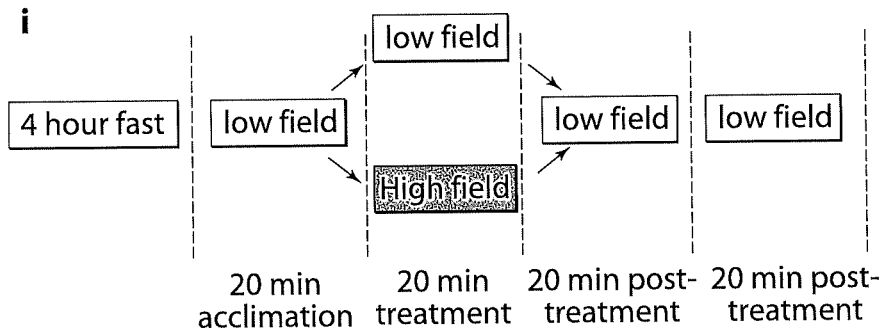 i
low field
4 hour fast
low field
low field
low field
High field
20 min
acclimation
20 min
treatment
20 min post-
treatment
20 min post-
treatment